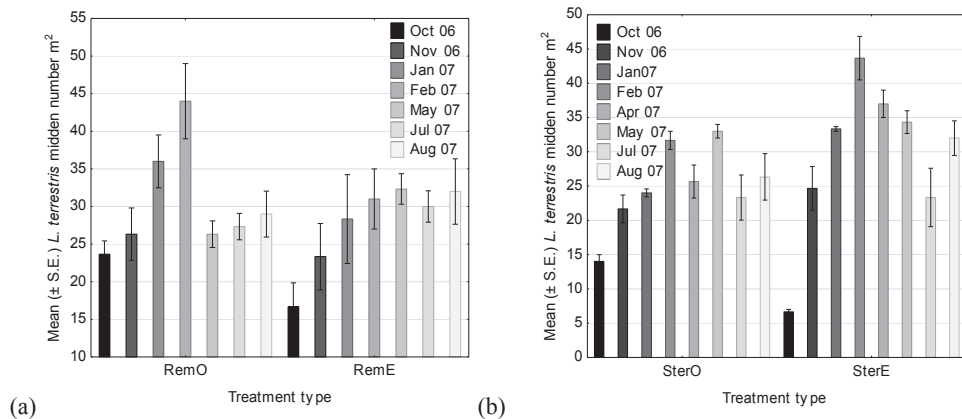 (a)
Mean (± S.E.) L. terrestris midden number m²
55
50
45
40
35
30
25
20
15
10
Oct 06
Nov 06
Jan 07
Feb 07
May 07
Jul 07
Aug 07
RemO RemE
Treatment type
(b)
Mean (± S.E.) L. terrestris midden number m²
50
45
40
35
30
25
20
15
10
5
0
Oct 06
Nov 06
Jan07
Feb 07
Apr 07
May 07
Jul 07
Aug 07
SterO SterE
Treatment type